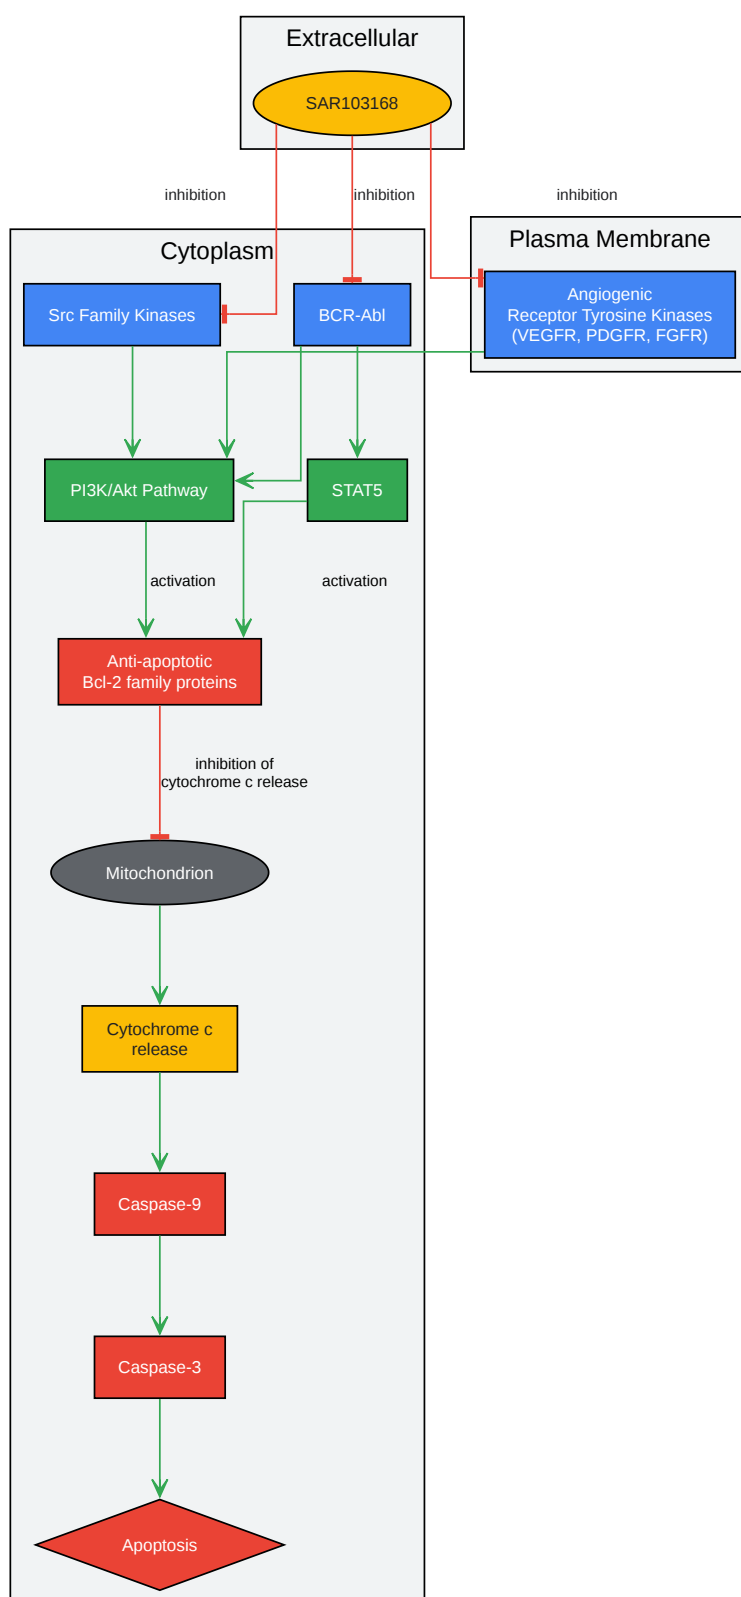 Extracellular
SAR103168
inhibition
inhibition
inhibition
Cytoplasm
Plasma Membrane
Src Family Kinases
BCR-Abl
Angiogenic
Receptor Tyrosine Kinases
(VEGFR, PDGFR, FGFR)
PI3K/Akt Pathway
STAT5
activation
activation
Anti-apoptotic
Bcl-2 family proteins
inhibition of
cytochrome c release
Mitochondrion
Cytochrome c
release
Caspase-9
Caspase-3
Apoptosis